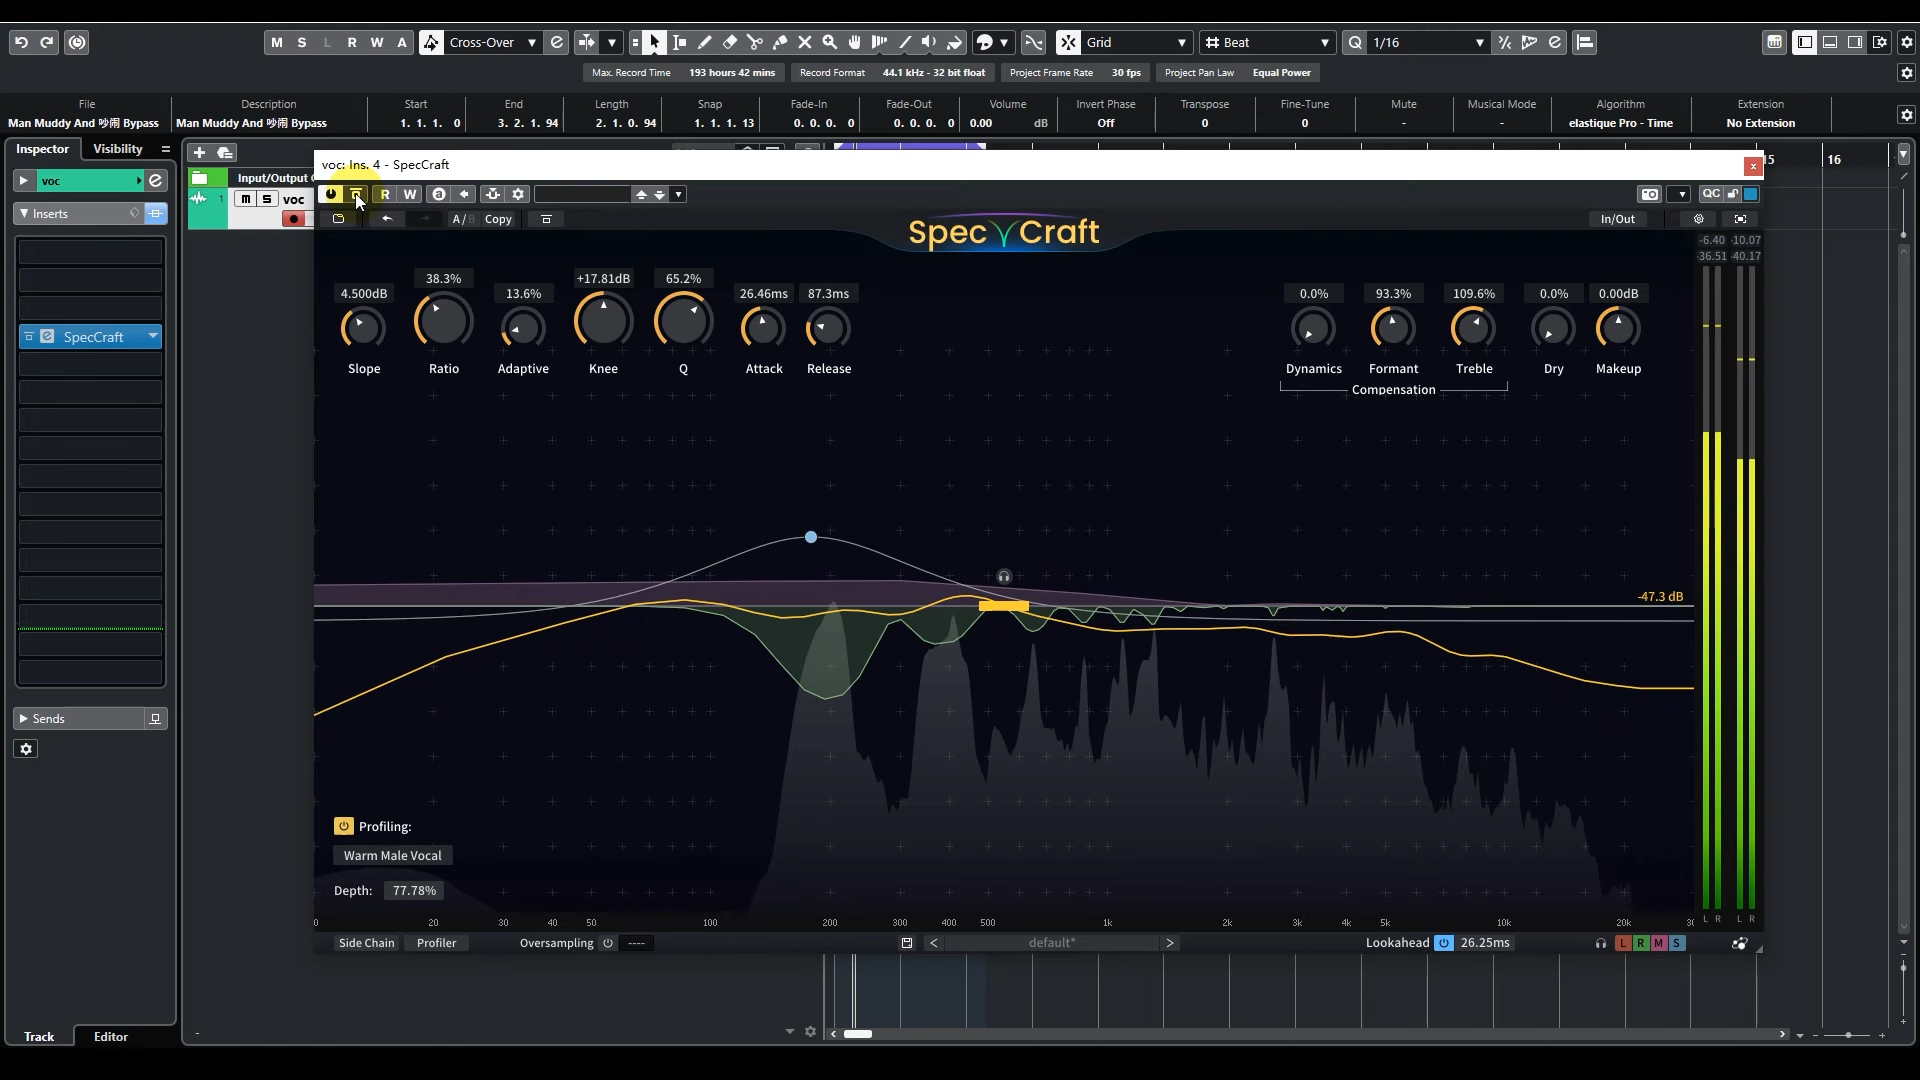 M S L R W A Cross-Over Grid Beat Q 1/16
Max. Record Time 193 hours 42 mins Record Format 44.1 kHz - 32 bit float Project Frame Rate 30 fps Project Pan Law Equal Power
File Description Start End Length Snap Fade-In Fade-Out Volume Invert Phase Transpose Fine-Tune Mute Musical Mode Algorithm Extension
Man Muddy And 吵闹 Bypass Man Muddy And 吵闹 Bypass 1. 1. 1. 0 3. 2. 1. 94 2. 1. 0. 94 1. 1. 1. 13 0. 0. 0. 0 0. 0. 0. 0 0.00 dB Off 0 0 - - elastique Pro - Time No Extension
Inspector Visibility
15 16
voc: Ins. 4 - SpecCraft
voc
Input/Output C
R W a QC
1 m S voc
Inserts
A/B Copy In/Out
Spec Craft
-6.40 -10.07
-36.51 -40.17
4.500dB 38.3% 13.6% +17.81dB 65.2% 26.46ms 87.3ms 0.0% 93.3% 109.6% 0.0% 0.00dB
SpecCraft
Slope Ratio Adaptive Knee Q Attack Release Dynamics Formant Treble Dry Makeup
Compensation
-47.3 dB
Sends
Profiling:
Warm Male Vocal
Depth: 77.78%
0 20 30 40 50 100 200 300 400 500 1k 2k 3k 4k 5k 10k 20k 3
L R L R
Side Chain Profiler Oversampling ---- < default* > Lookahead 26.25ms L R M S
Track Editor